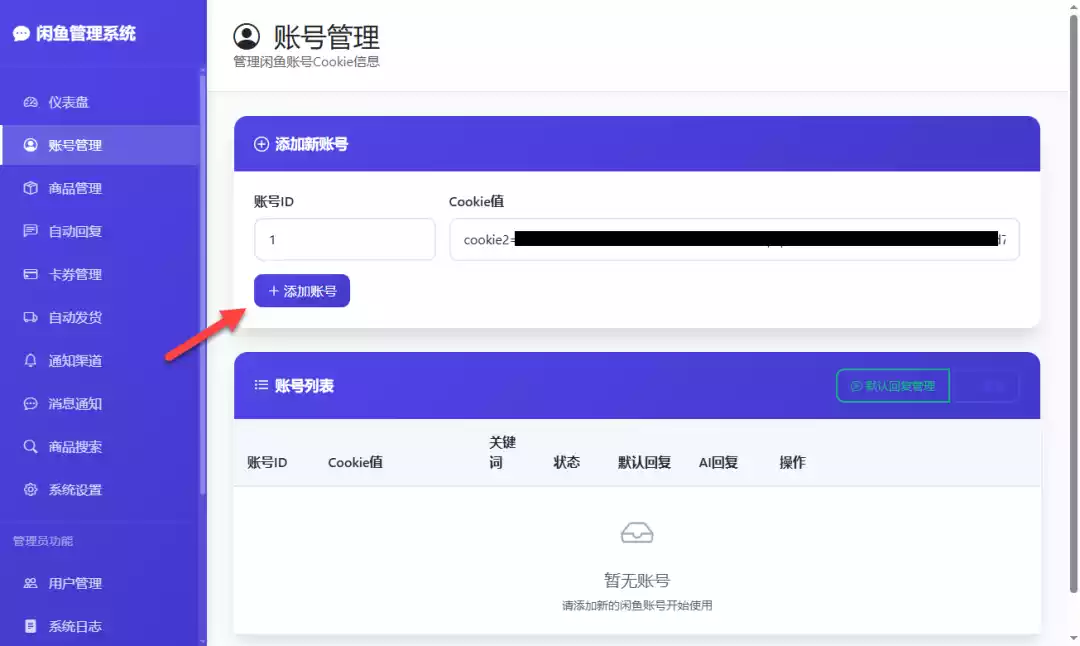 闲鱼管理系统
仪表盘
账号管理
商品管理
自动回复
卡券管理
自动发货
通知渠道
消息通知
商品搜索
系统设置
管理员功能
用户管理
系统日志
账号管理
管理闲鱼账号Cookie信息
添加新账号
账号ID
Cookie值
1
cookie2=
+ 添加账号
账号列表
默认回复管理
账号ID
Cookie值
关键
词
状态
默认回复
AI回复
操作
暂无账号
请添加新的闲鱼账号开始使用